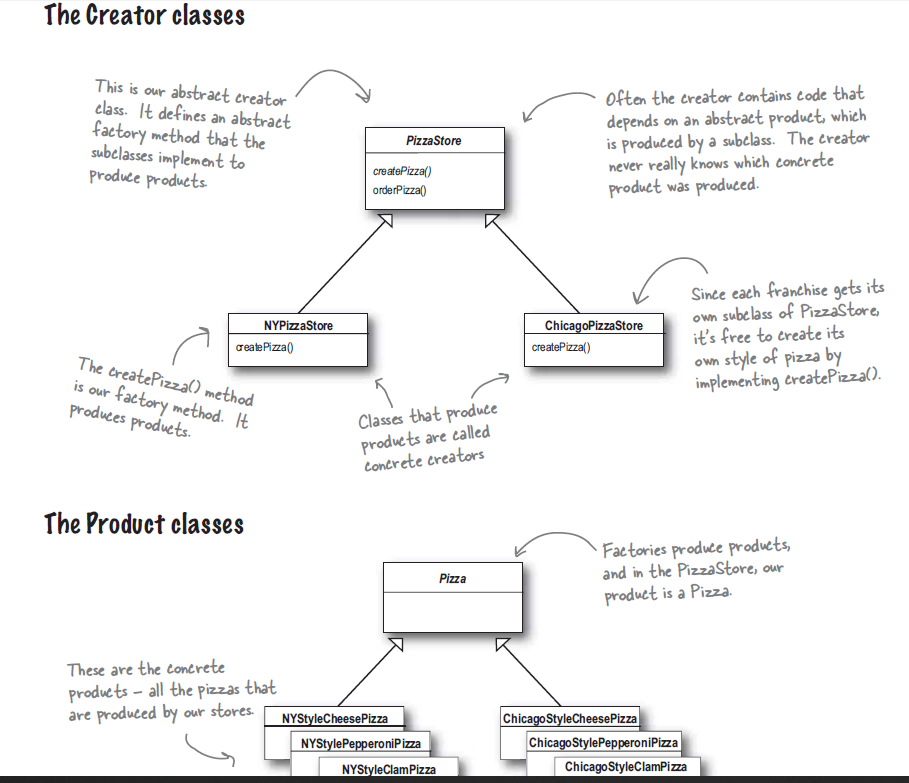 The Creator classes
This is our abstract creator
class. It defines an abstract
factory method that the
subclasses implement to
produce products.
Often the creator contains code that
depends on an abstract product, which
is produced by a subclass. The creator
never really knows which concrete
product was produced.
PizzaStore
createPizza()
orderPizza()
NYPizzaStore
createPizza()
ChicagoPizzaStore
createPizza()
Since each franchise gets its
own subclass of PizzaStore,
it's free to create its
own style of pizza by
implementing createPizza().
The createPizza() method
is our factory method. It
produces products.
Classes that produce
products are called
concrete creators
The Product classes
Pizza
Factories produce products,
and in the PizzaStore, our
product is a Pizza.
These are the concrete
products – all the pizzas that
are produced by our stores.
NYStyleCheesePizza
NYStylePepperoniPizza
NYStyleClamPizza
ChicagoStyleCheesePizza
ChicagoStylePepperoniPizza
ChicagoStyleClamPizza